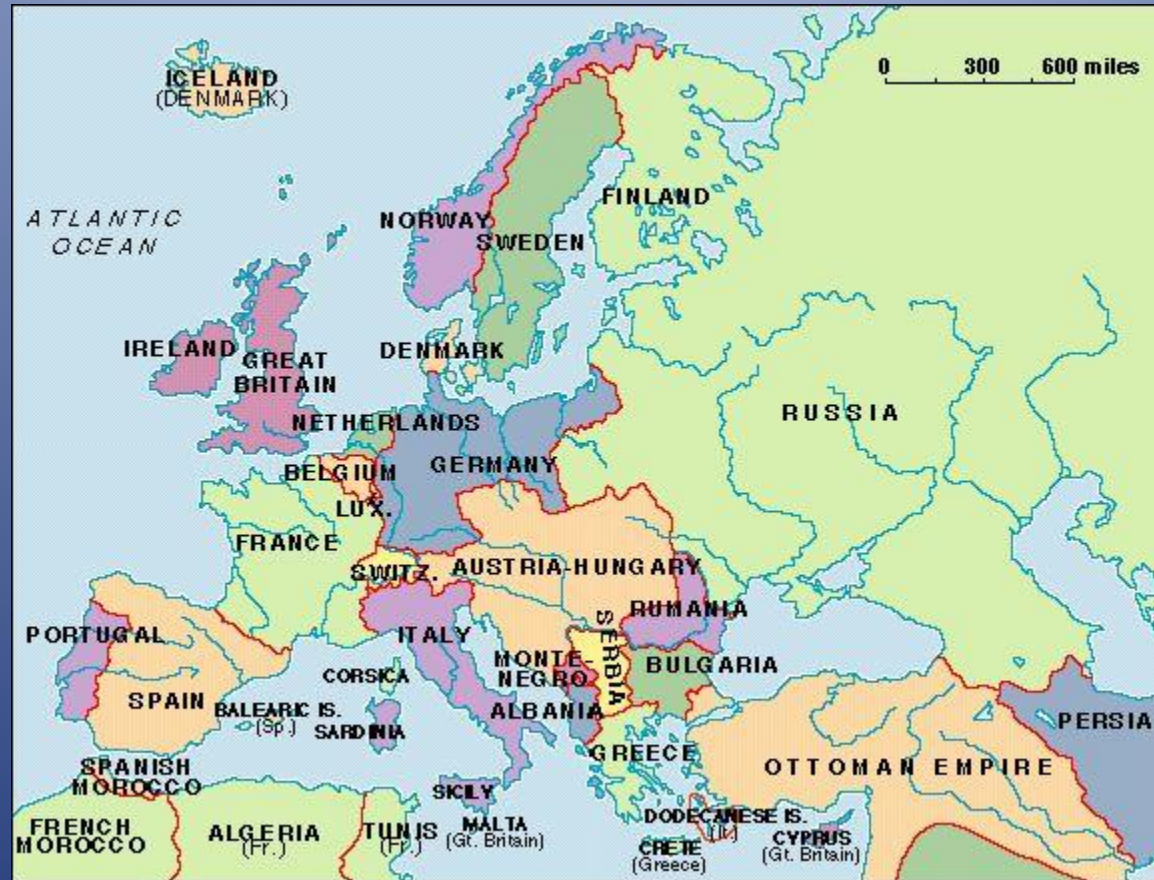 ICELAND
(DENMARK)
0 300 600 miles
ATLANTIC
OCEAN
NORWAY
SWEDEN
FINLAND
IRELAND
GREAT
BRITAIN
DENMARK
NETHERLANDS
RUSSIA
BELGIUM
GERMANY
LUX.
FRANCE
SWITZ.
AUSTRIA-HUNGARY
RUMANIA
PORTUGAL
ITALY
SERBIA
SPAIN
CORSICA
MONTE-
NEGRO
BULGARIA
BALEARIC IS.
(Sp.)
SARDINIA
ALBANIA
PERSIA
GREECE
OTTOMAN EMPIRE
SPANISH
MOROCCO
SICILY
FRENCH
MOROCCO
ALGERIA
(Fr.)
TUNIS
(Fr.)
MALTA
(Gt. Britain)
DODECANESE IS.
(It.)
CRETE
(Greece)
CYPRUS
(Gt. Britain)